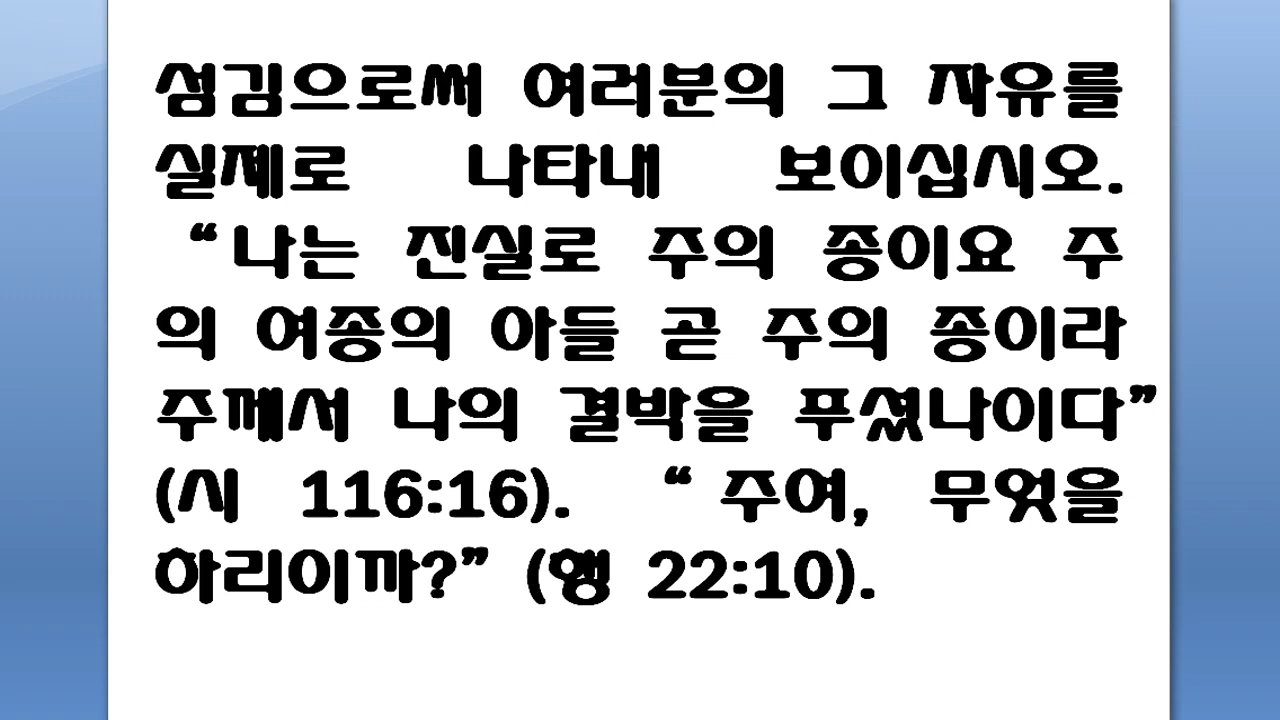 섬김으로써 여러분의 그 자유를
실제로 나타내 보이십시오.
“나는 진실로 주의 종이요 주
의 여종의 아들 곧 주의 종이라
주께서 나의 결박을 푸셨나이다”
(시 116:16). “주여, 무엇을
하리이까?” (행 22:10).